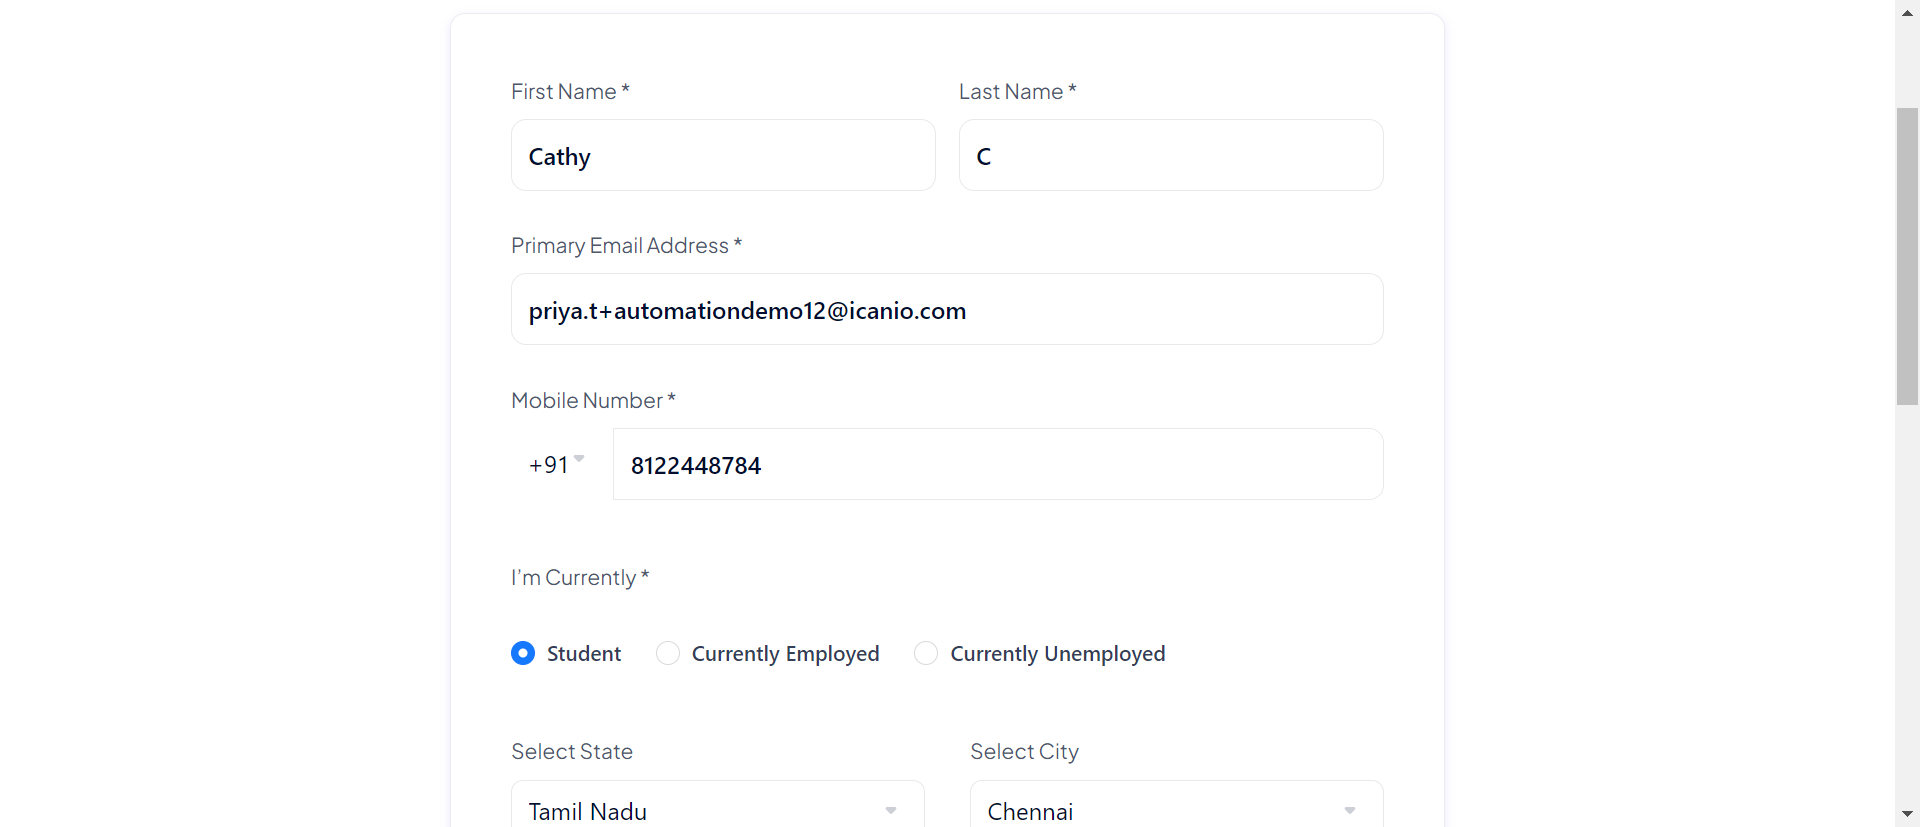 First Name * Last Name *
Cathy C
Primary Email Address *
priya.t+automationdemo12@icanio.com
Mobile Number *
+91 8122448784
I’m Currently *
Student Currently Employed Currently Unemployed
Select State Select City
Tamil Nadu Chennai